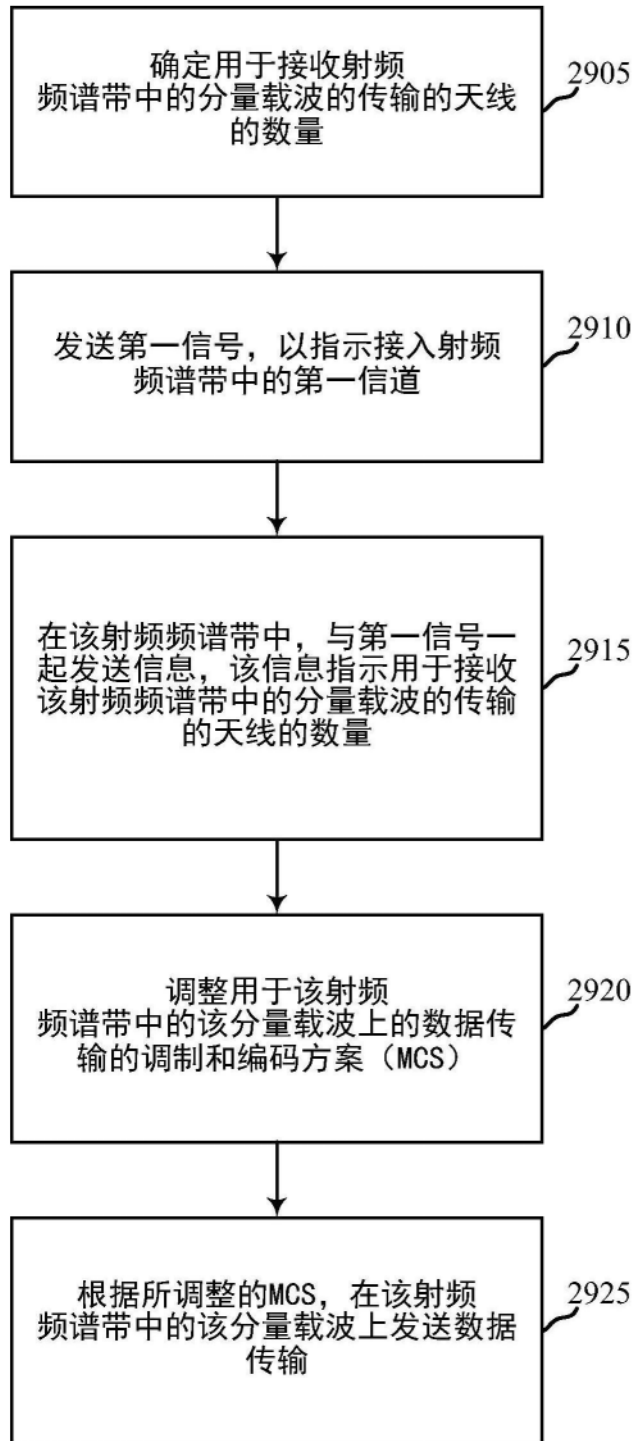 确定用于接收射频
频谱带中的分量载波的传输的天线
的数量
2905
发送第一信号，以指示接入射频
频谱带中的第一信道
2910
在该射频频谱带中，与第一信号一
起发送信息，该信息指示用于接收
该射频频谱带中的分量载波的传输
的天线的数量
2915
调整用于该射频
频谱带中的该分量载波上的数据传
输的调制和编码方案（MCS）
2920
根据所调整的MCS，在该射频
频谱带中的该分量载波上发送数据
传输
2925